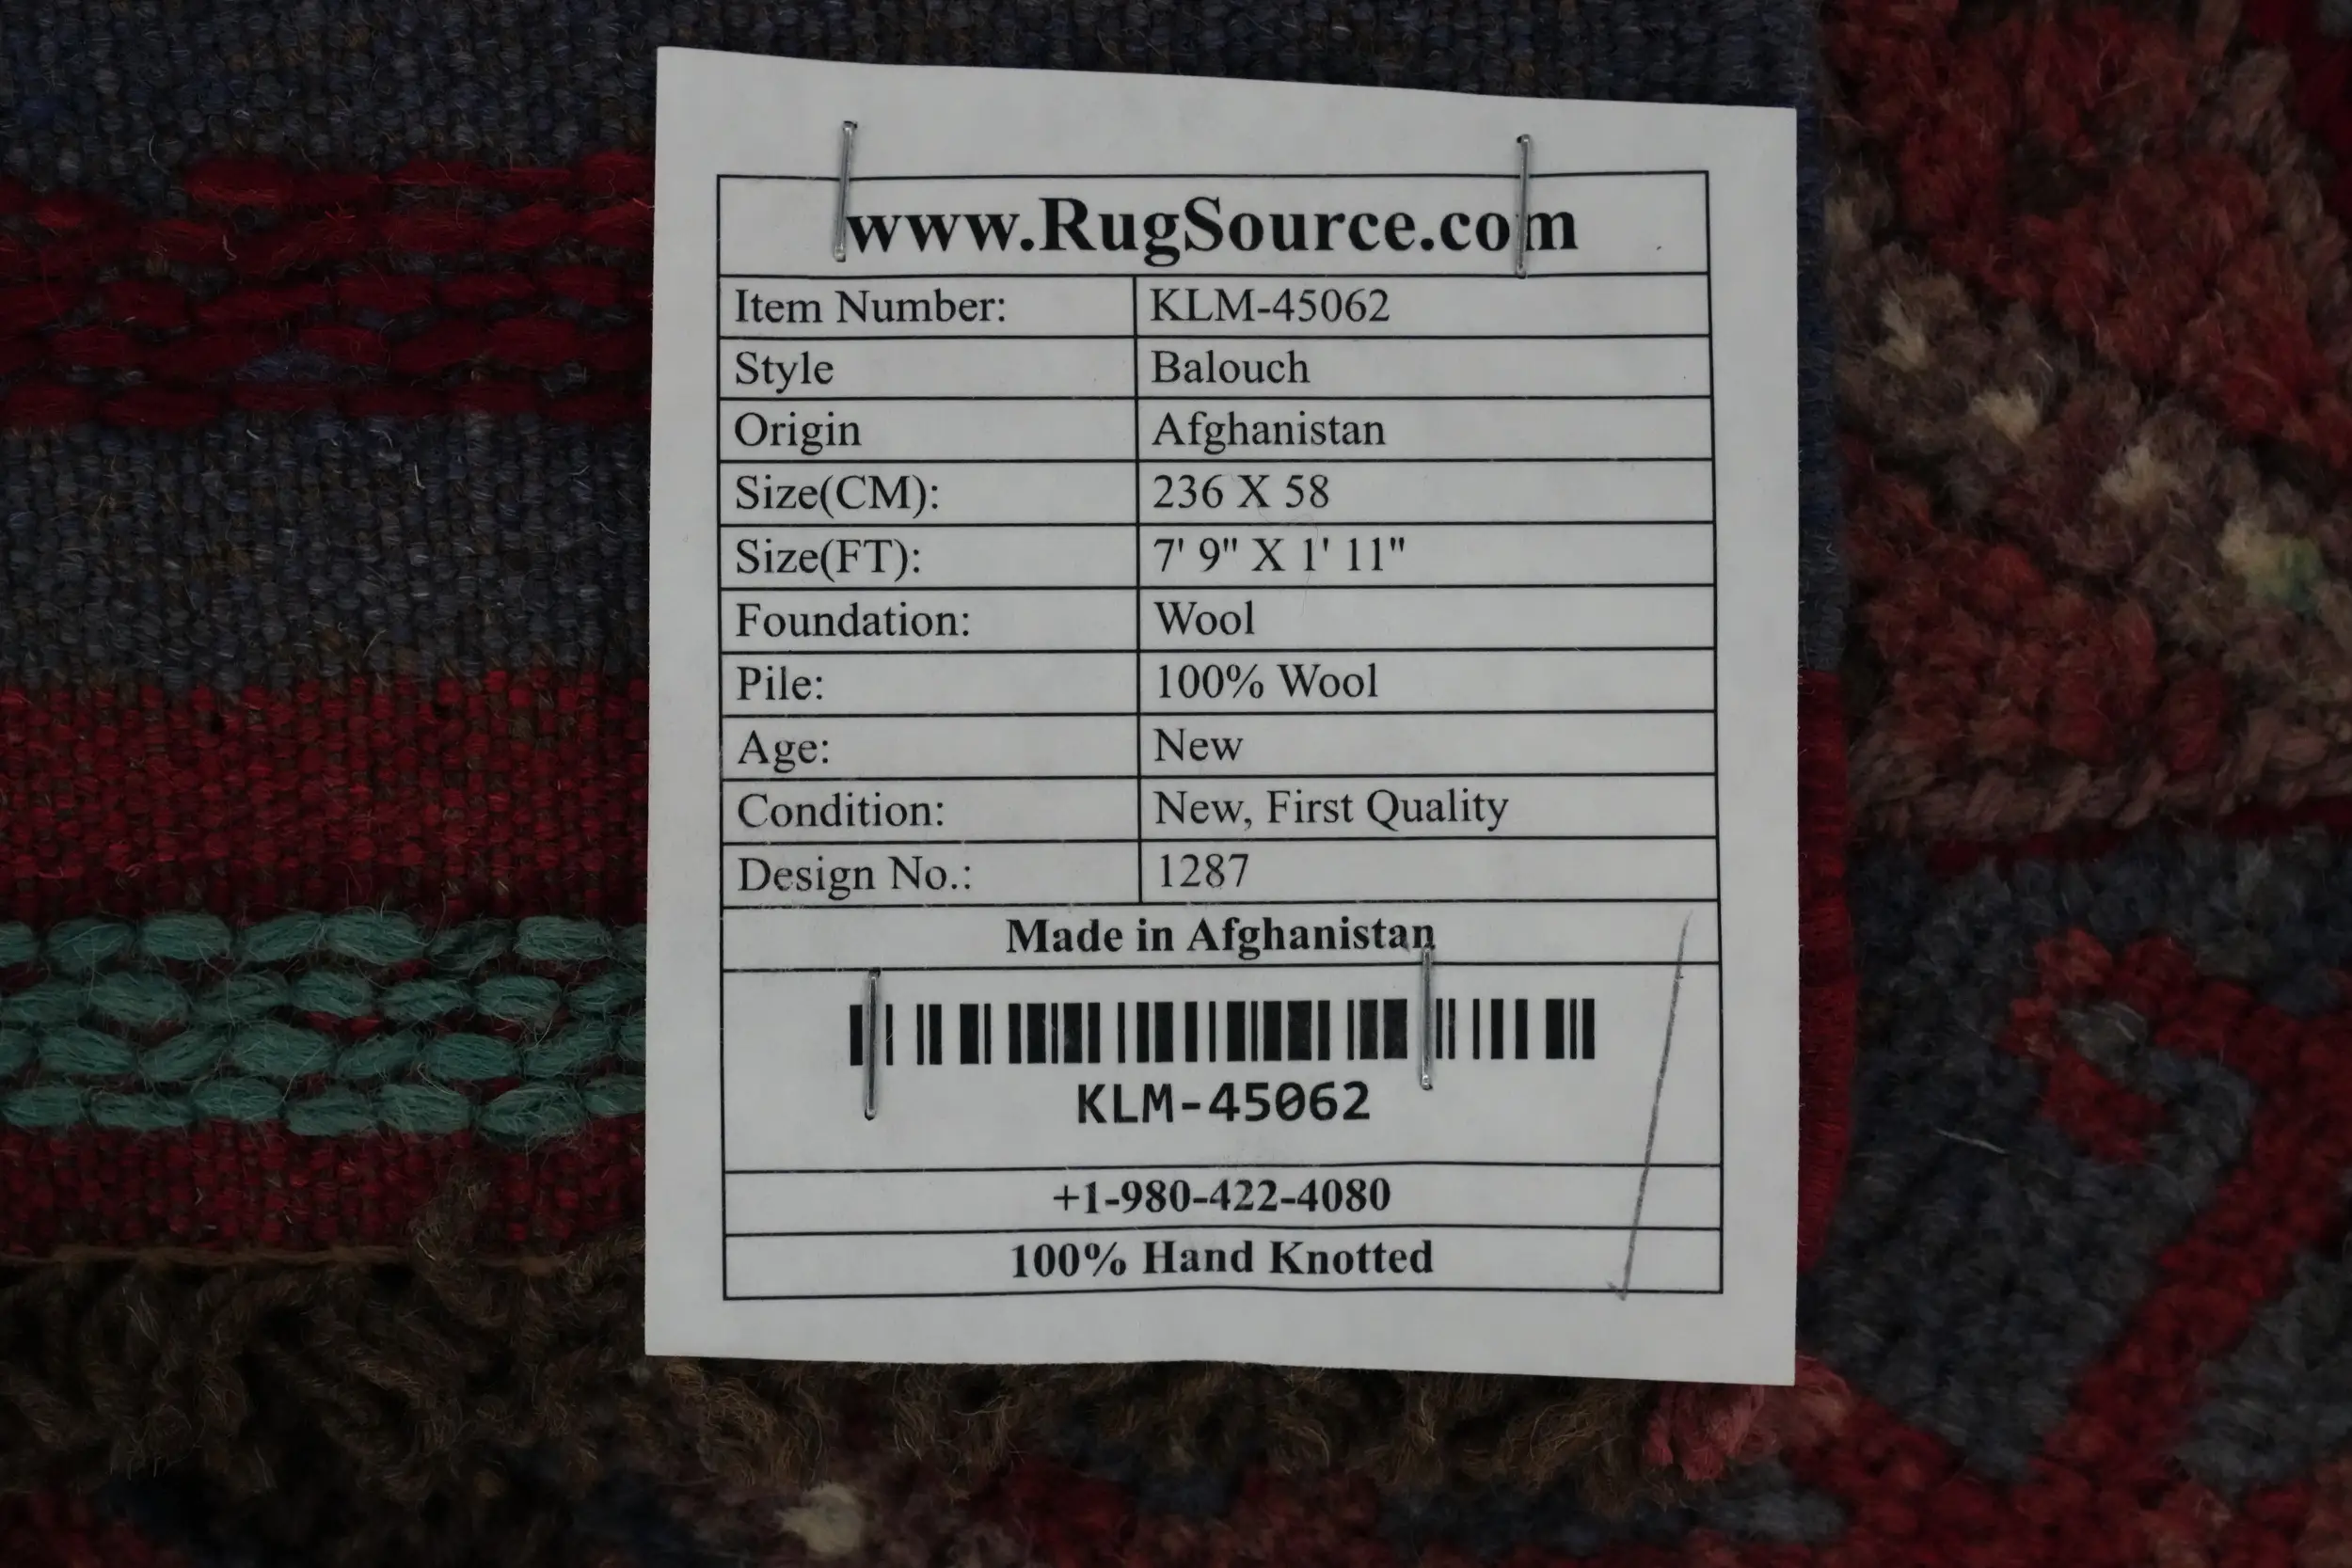 www.RugSource.com
Item Number: KLM-45062
Style Balouch
Origin Afghanistan
Size(CM): 236 X 58
Size(FT): 7' 9" X 1' 11"
Foundation: Wool
Pile: 100% Wool
Age: New
Condition: New, First Quality
Design No.: 1287
Made in Afghanistan
KLM-45062
+1-980-422-4080
100% Hand Knotted